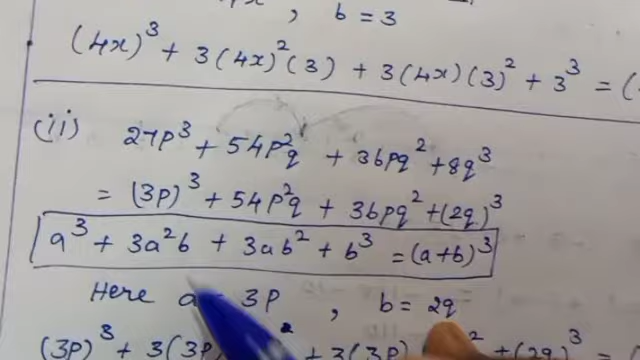 , b = 3
(4x)³ + 3(4x)²(3) + 3(4x)(3)² + 3³ = (
(ii) 27p³ + 54p²q + 36pq² + 8q³
= (3p)³ + 54p²q + 36pq² + (2q)³
a³ + 3a²b + 3ab² + b³ = (a+b)³
Here a 3p , b = 2q
(3p)³ + 3(3p) + 3(3p) ² + (2q)³ =